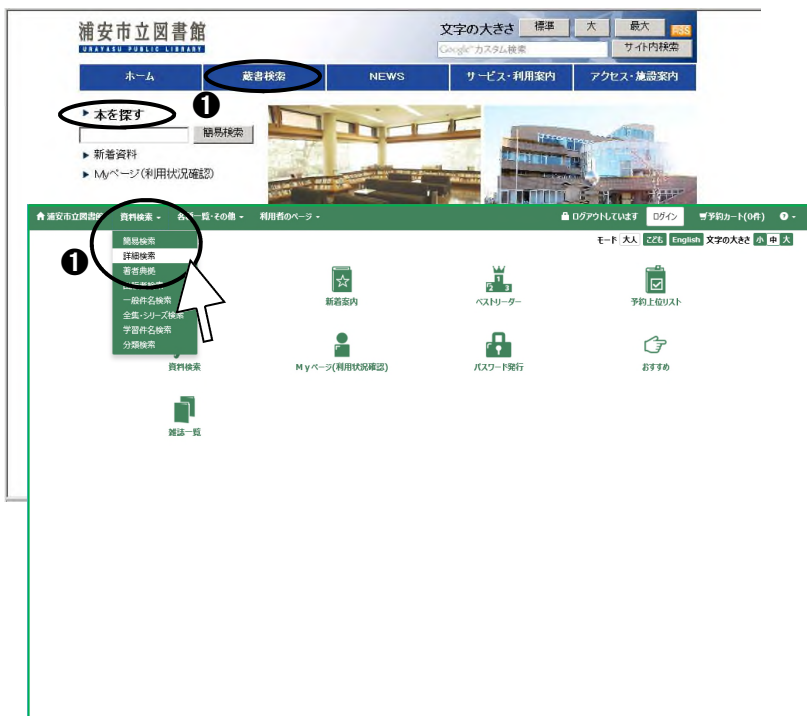 浦安市立図書館
URAYASU PUBLIC LIBRARY
文字の大きさ 標準 大 最大 RSS
Google カスタム検索 サイト内検索
ホーム 蔵書検索 NEWS サービス・利用案内 アクセス・施設案内
❶
本を探す
簡易検索
新着資料
Myページ(利用状況確認)
浦安市立図書館 資料検索 各種一覧・その他 利用者のページ ログアウトしています ログイン 予約カート(0件)
モード 大人 こども English 文字の大きさ 小 中 大
❶
簡易検索
詳細検索
著者典拠
一般件名検索
全集・シリーズ検索
学習件名検索
分類検索
新着案内 ベストリーダー 予約上位リスト
資料検索 Myページ(利用状況確認) パスワード発行 おすすめ
雑誌一覧